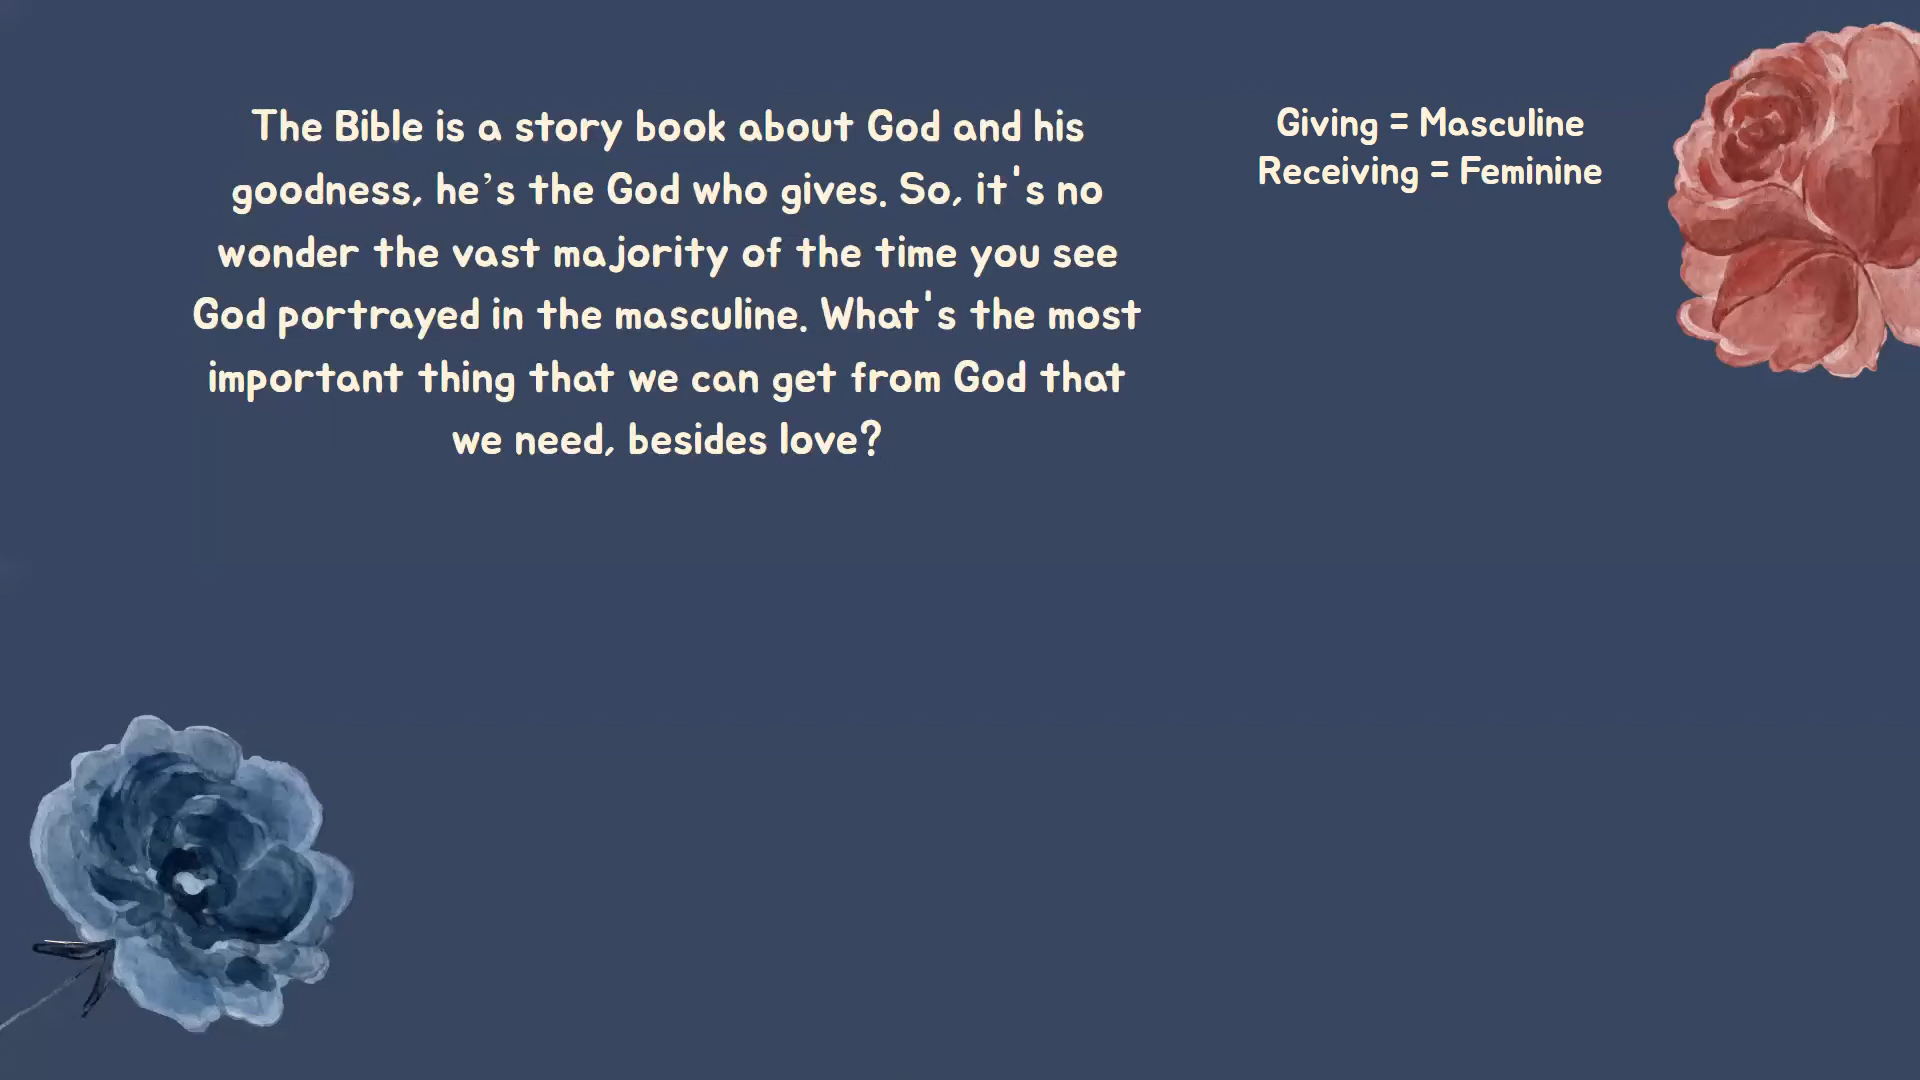 The Bible is a story book about God and his
goodness, he’s the God who gives. So, it's no
wonder the vast majority of the time you see
God portrayed in the masculine. What's the most
important thing that we can get from God that
we need, besides love?
Giving = Masculine
Receiving = Feminine